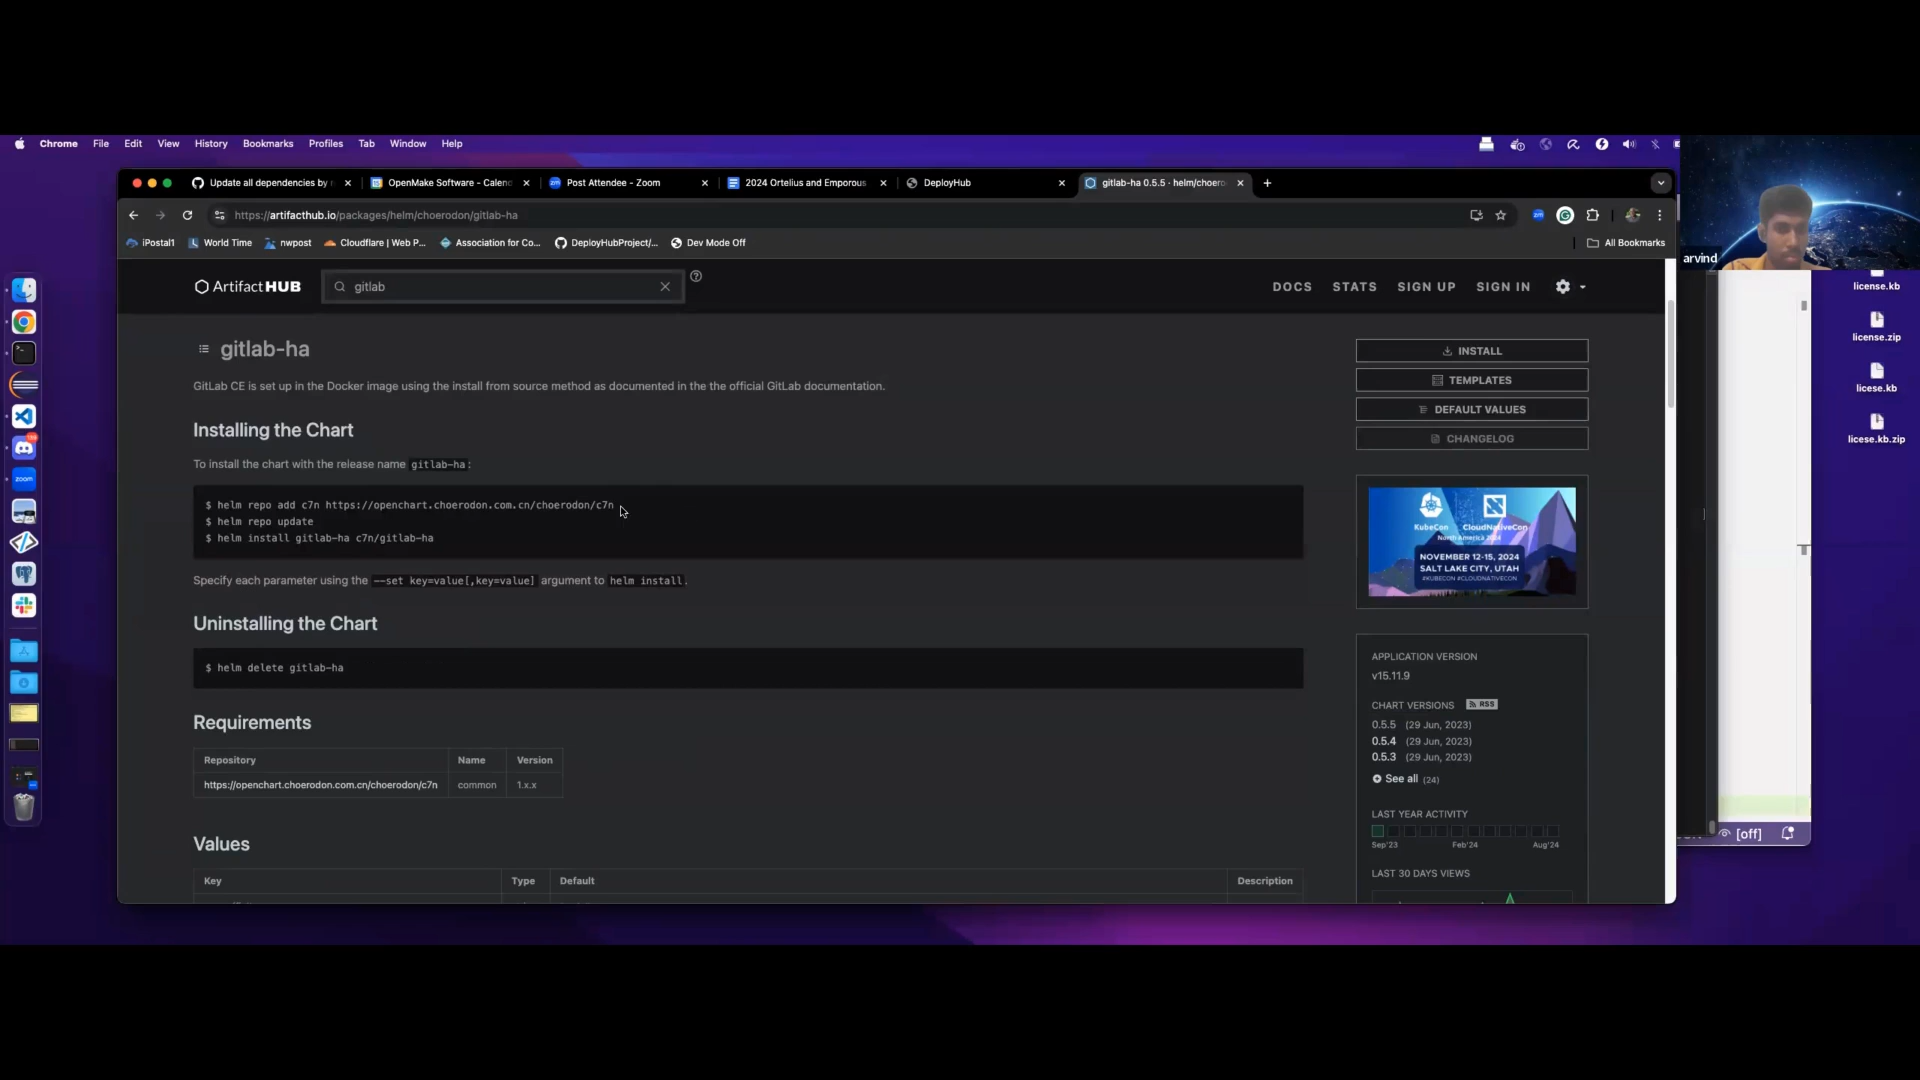 Chrome File Edit View History Bookmarks Profiles Tab Window Help
Update all dependencies by
OpenMake Software - Calen
Post Attendee - Zoom
2024 Ortelius and Emporous
DeployHub
gitlab-ha 0.5.5 · helm/choero
https://artifacthub.io/packages/helm/choerodon/gitlab-ha
iPostal1 World Time nwpost Cloudflare | Web P... Association for Co... DeployHubProject/... Dev Mode Off
All Bookmarks
arvind
license.kb
license.zip
licese.kb
licese.kb.zip
zoom
Artifact HUB
gitlab
DOCS STATS SIGN UP SIGN IN
gitlab-ha
GitLab CE is set up in the Docker image using the install from source method as documented in the the official GitLab documentation.
Installing the Chart
To install the chart with the release name gitlab-ha:
$ helm repo add c7n https://openchart.choerodon.com.cn/choerodon/c7n
$ helm repo update
$ helm install gitlab-ha c7n/gitlab-ha
Specify each parameter using the --set key=value[,key=value] argument to helm install.
Uninstalling the Chart
$ helm delete gitlab-ha
Requirements
Repository Name Version
https://openchart.choerodon.com.cn/choerodon/c7n common 1.x.x
Values
Key Type Default Description
INSTALL
TEMPLATES
DEFAULT VALUES
CHANGELOG
KubeCon CloudNativeCon
North America 2024
NOVEMBER 12-15, 2024
SALT LAKE CITY, UTAH
#KUBECON #CLOUDNATIVECON
APPLICATION VERSION
v15.11.9
CHART VERSIONS RSS
0.5.5 (29 Jun, 2023)
0.5.4 (29 Jun, 2023)
0.5.3 (29 Jun, 2023)
See all (24)
LAST YEAR ACTIVITY
Sep'23 Feb'24 Aug'24
LAST 30 DAYS VIEWS
[off]